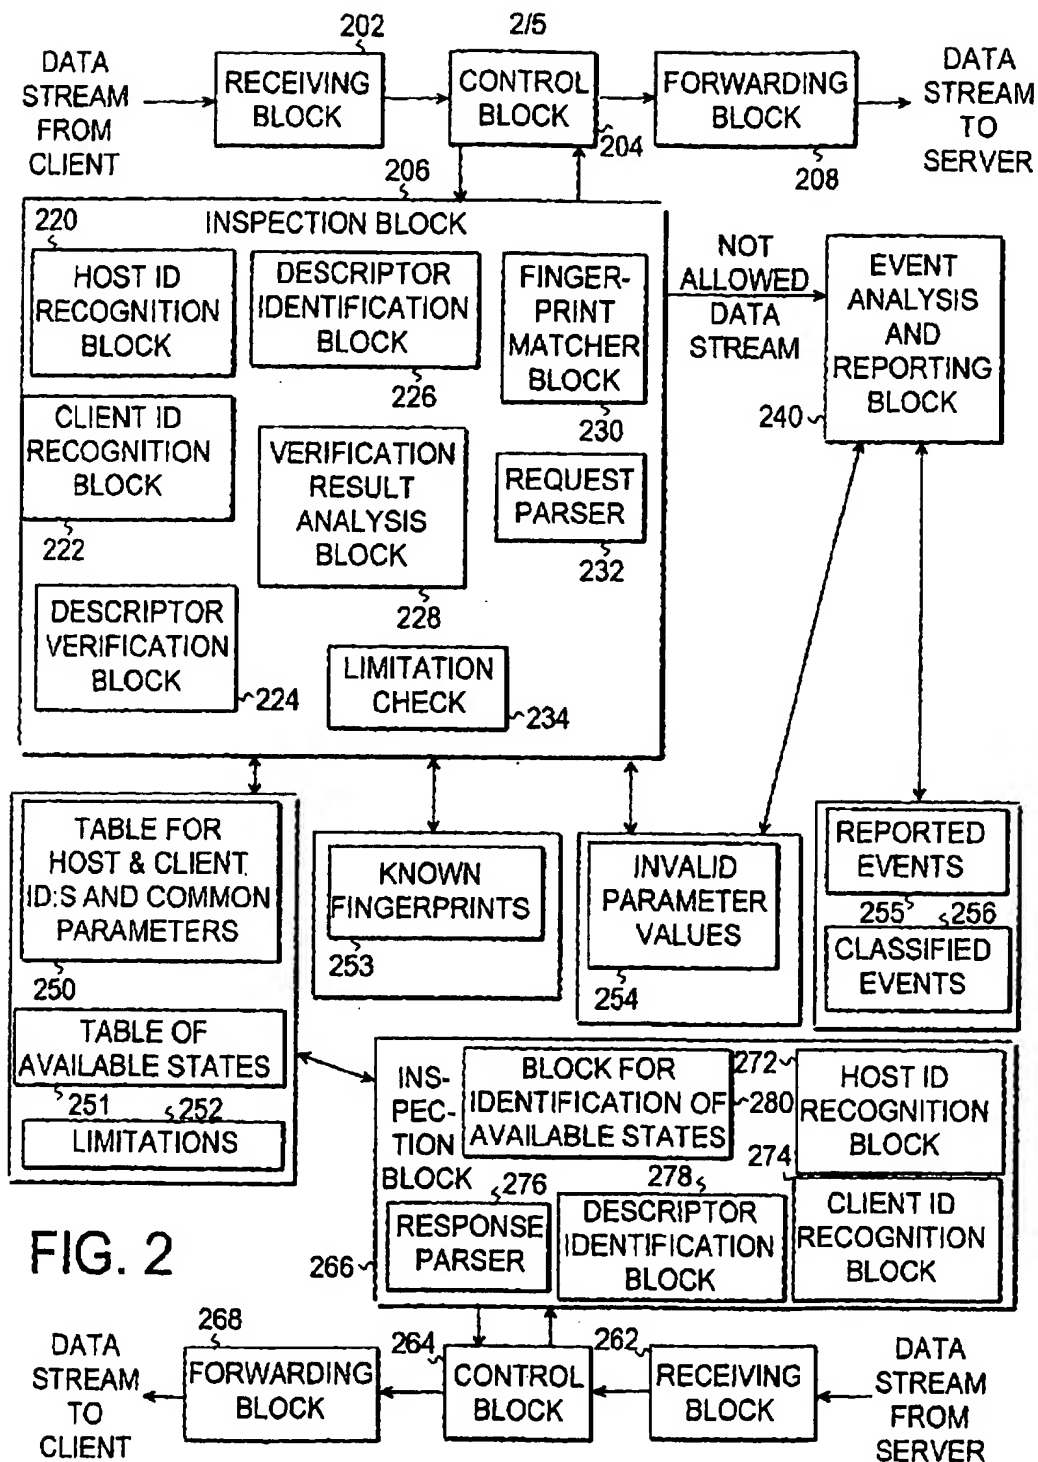 202
2/5
DATA
STREAM
FROM
CLIENT
RECEIVING
BLOCK
CONTROL
BLOCK
204
FORWARDING
BLOCK
208
DATA
STREAM
TO
SERVER
206
INSPECTION BLOCK
220
HOST ID
RECOGNITION
BLOCK
DESCRIPTOR
IDENTIFICATION
BLOCK
226
FINGER-
PRINT
MATCHER
BLOCK
230
NOT
ALLOWED
DATA
STREAM
EVENT
ANALYSIS
AND
REPORTING
BLOCK
240
CLIENT ID
RECOGNITION
BLOCK
222
VERIFICATION
RESULT
ANALYSIS
BLOCK
228
REQUEST
PARSER
232
DESCRIPTOR
VERIFICATION
BLOCK
224
LIMITATION
CHECK
234
TABLE FOR
HOST & CLIENT
ID:S AND COMMON
PARAMETERS
250
KNOWN
FINGERPRINTS
253
INVALID
PARAMETER
VALUES
254
REPORTED
EVENTS
255
256
CLASSIFIED
EVENTS
TABLE OF
AVAILABLE STATES
251
252
LIMITATIONS
INS-
PEC-
TION
BLOCK
BLOCK FOR
IDENTIFICATION OF
AVAILABLE STATES
280
272
HOST ID
RECOGNITION
BLOCK
274
276
RESPONSE
PARSER
278
DESCRIPTOR
IDENTIFICATION
BLOCK
CLIENT ID
RECOGNITION
BLOCK
266
FIG. 2
DATA
STREAM
TO
CLIENT
268
FORWARDING
BLOCK
264
CONTROL
BLOCK
262
RECEIVING
BLOCK
DATA
STREAM
FROM
SERVER